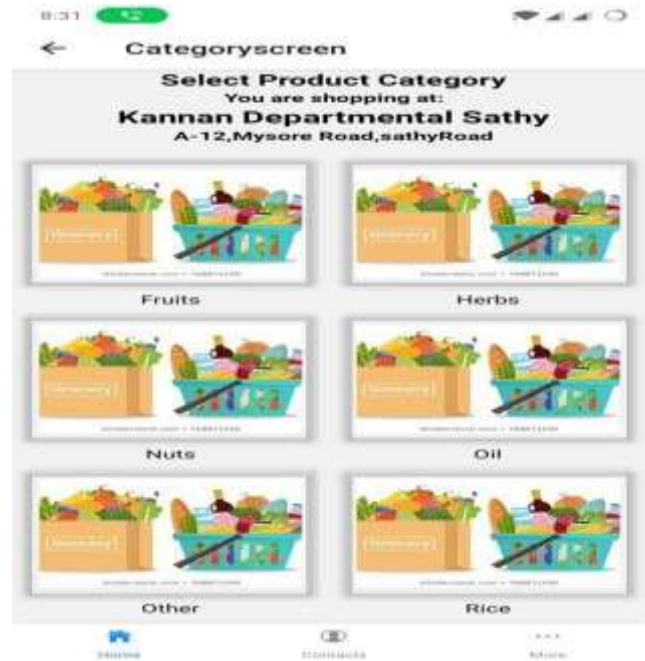 8:31
Categoryscreen
Select Product Category
You are shopping at:
Kannan Departmental Sathy
A-12,Mysore Road,sathyRoad
Fruits
Herbs
Nuts
Oil
Other
Rice
Home
Contacts
More